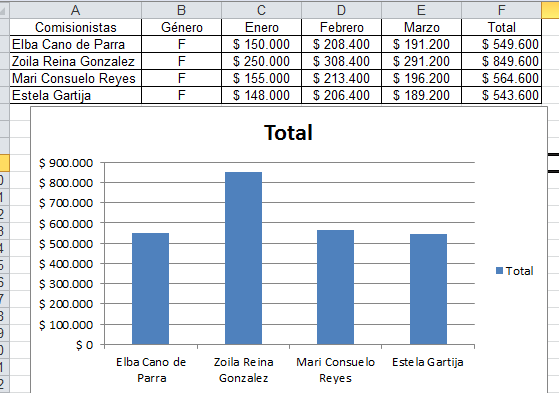 A B C D E F
Comisionistas Género Enero Febrero Marzo Total
Elba Cano de Parra F $ 150.000 $ 208.400 $ 191.200 $ 549.600
Zoila Reina Gonzalez F $ 250.000 $ 308.400 $ 291.200 $ 849.600
Mari Consuelo Reyes F $ 155.000 $ 213.400 $ 196.200 $ 564.600
Estela Gartija F $ 148.000 $ 206.400 $ 189.200 $ 543.600
Total
$ 900.000
$ 800.000
$ 700.000
$ 600.000
$ 500.000
$ 400.000
$ 300.000
$ 200.000
$ 100.000
$ 0
Elba Cano de Parra
Zoila Reina Gonzalez
Mari Consuelo Reyes
Estela Gartija
Total